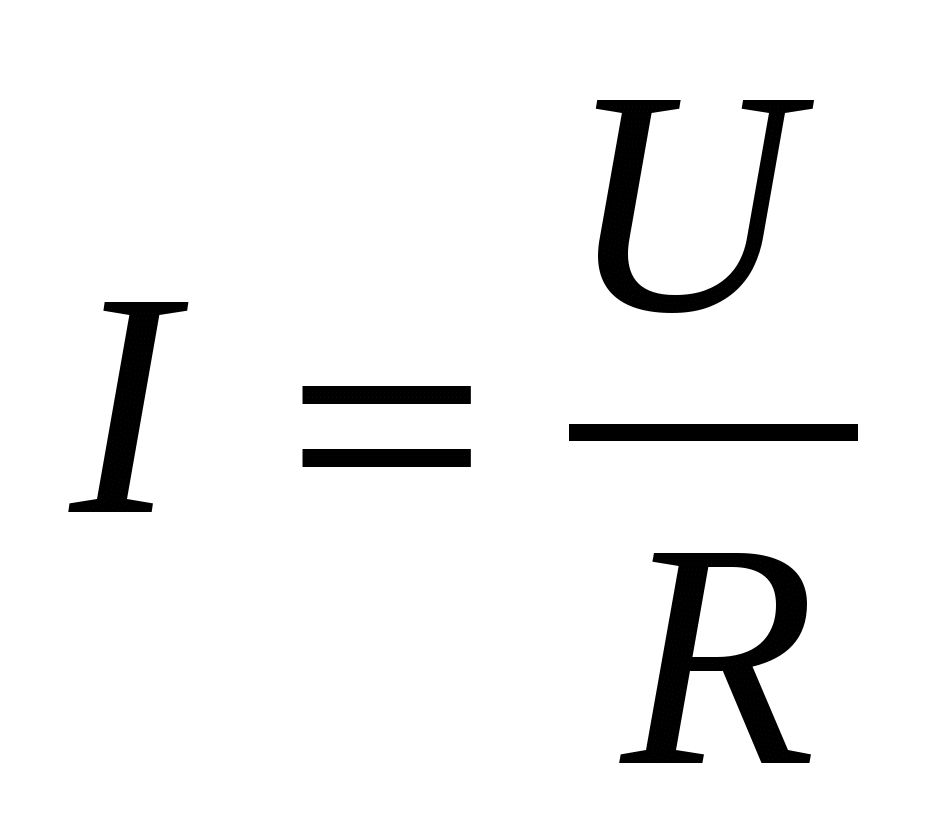 I = U/R